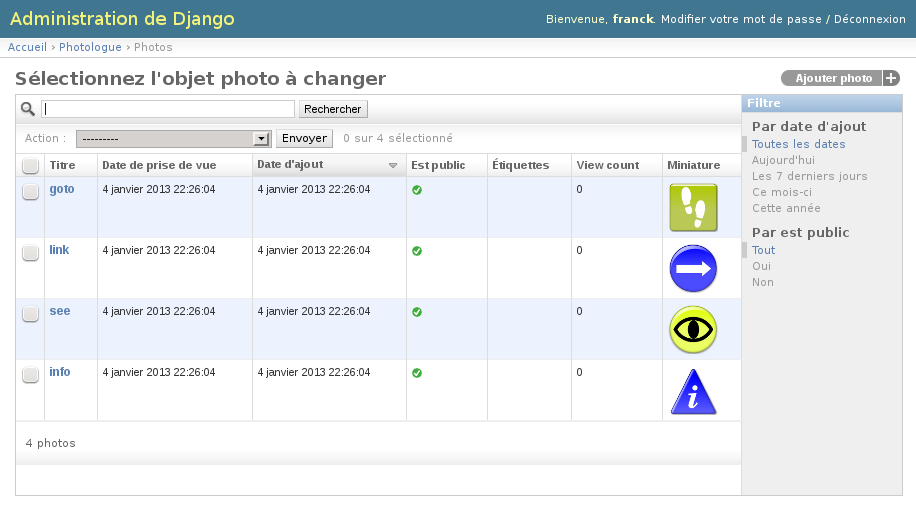 Administration de Django
Bienvenue, franck. Modifier votre mot de passe / Déconnexion
Accueil › Photologue › Photos
Sélectionnez l'objet photo à changer
Ajouter photo
Rechercher
Action : --------- Envoyer 0 sur 4 sélectionné
Titre Date de prise de vue Date d'ajout Est public Étiquettes View count Miniature
goto 4 janvier 2013 22:26:04 4 janvier 2013 22:26:04 0
link 4 janvier 2013 22:26:04 4 janvier 2013 22:26:04 0
see 4 janvier 2013 22:26:04 4 janvier 2013 22:26:04 0
info 4 janvier 2013 22:26:04 4 janvier 2013 22:26:04 0 i
4 photos
Filtre
Par date d'ajout
Toutes les dates
Aujourd'hui
Les 7 derniers jours
Ce mois-ci
Cette année
Par est public
Tout
Oui
Non